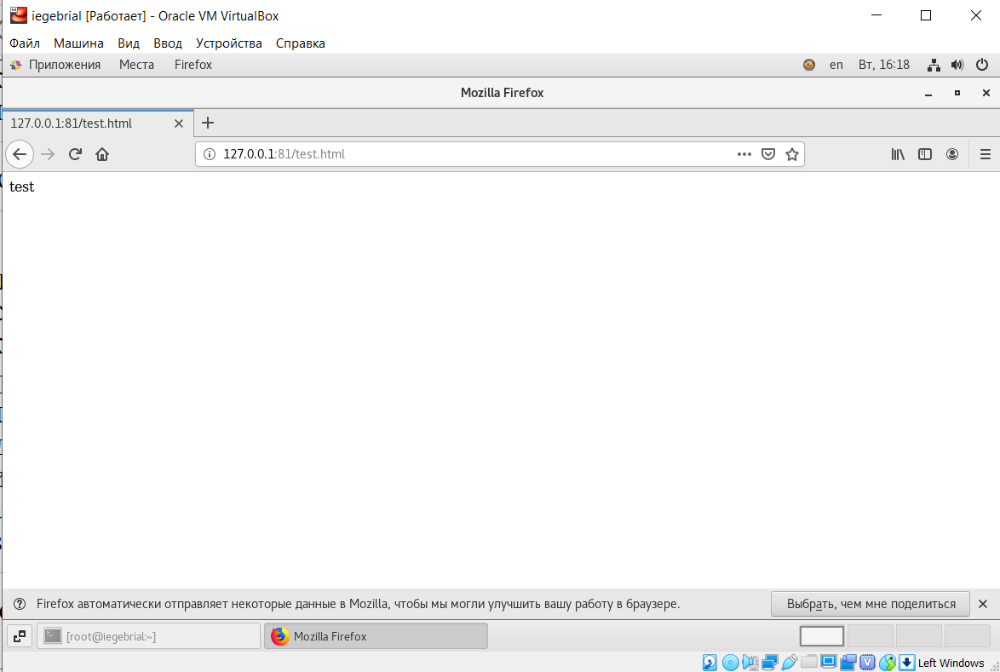 iegebrial [Работает] - Oracle VM VirtualBox
Файл Машина Вид Ввод Устройства Справка
Приложения Места Firefox en Вт, 16:18
Mozilla Firefox
127.0.0.1:81/test.html
127.0.0.1:81/test.html
test
Firefox автоматически отправляет некоторые данные в Mozilla, чтобы мы могли улучшить вашу работу в браузере. Выбрать, чем мне поделиться
[root@iegebrial:~] Mozilla Firefox
Left Windows